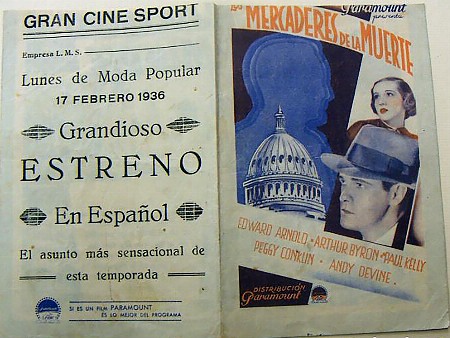 GRAN CINE SPORT
Empresa L. M. S.
Lunes de Moda Popular
17 FEBRERO 1936
Grandioso
ESTRENO
En Español
El asunto más sensacional de
esta temporada
SI ES UN FILM PARAMOUNT
ES LO MEJOR DEL PROGRAMA
Paramount
presenta
Los
MERCADERES
DE LA MUERTE
EDWARD ARNOLD - ARTHUR BYRON - PAUL KELLY
PEGGY CONKLIN - ANDY DEVINE
DISTRIBUCIÓN
Paramount